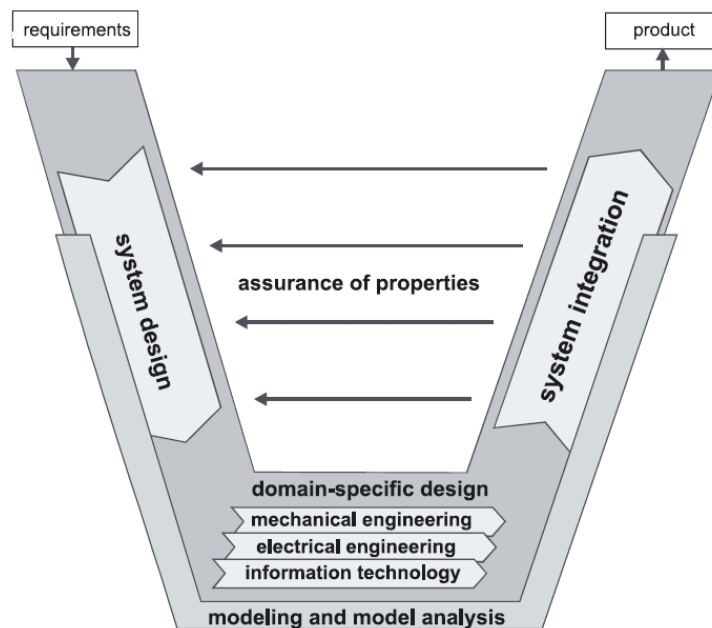 requirements
product
system design
assurance of properties
system integration
domain-specific design
mechanical engineering
electrical engineering
information technology
modeling and model analysis